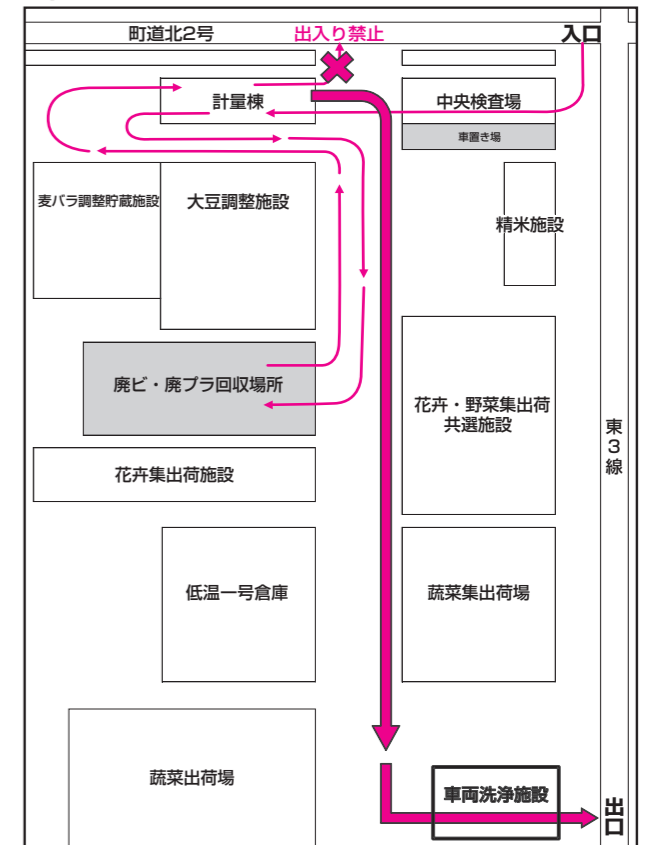 町道北2号
出入り禁止
入口
計量棟
中央検査場
車置き場
麦バラ調整貯蔵施設
大豆調整施設
精米施設
廃ビ・廃プラ回収場所
花卉・野菜集出荷
共選施設
東3線
花卉集出荷施設
低温一号倉庫
蔬菜集出荷場
蔬菜出荷場
車両洗浄施設
出口